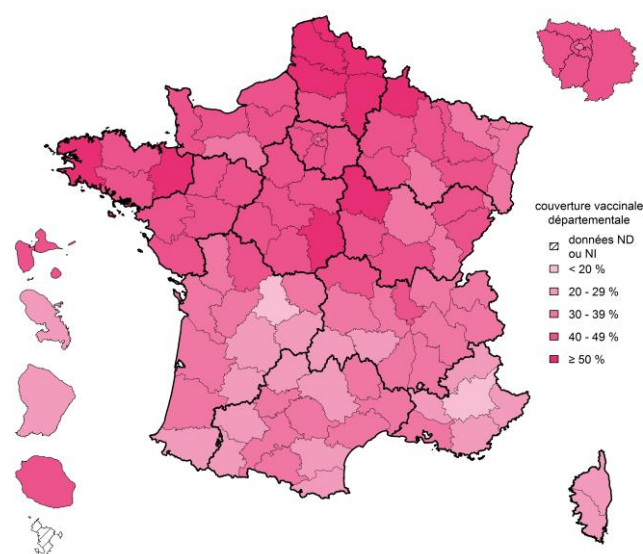 couverture vaccinale
départementale
données ND
ou NI
< 20 %
20 - 29 %
30 - 39 %
40 - 49 %
≥ 50 %